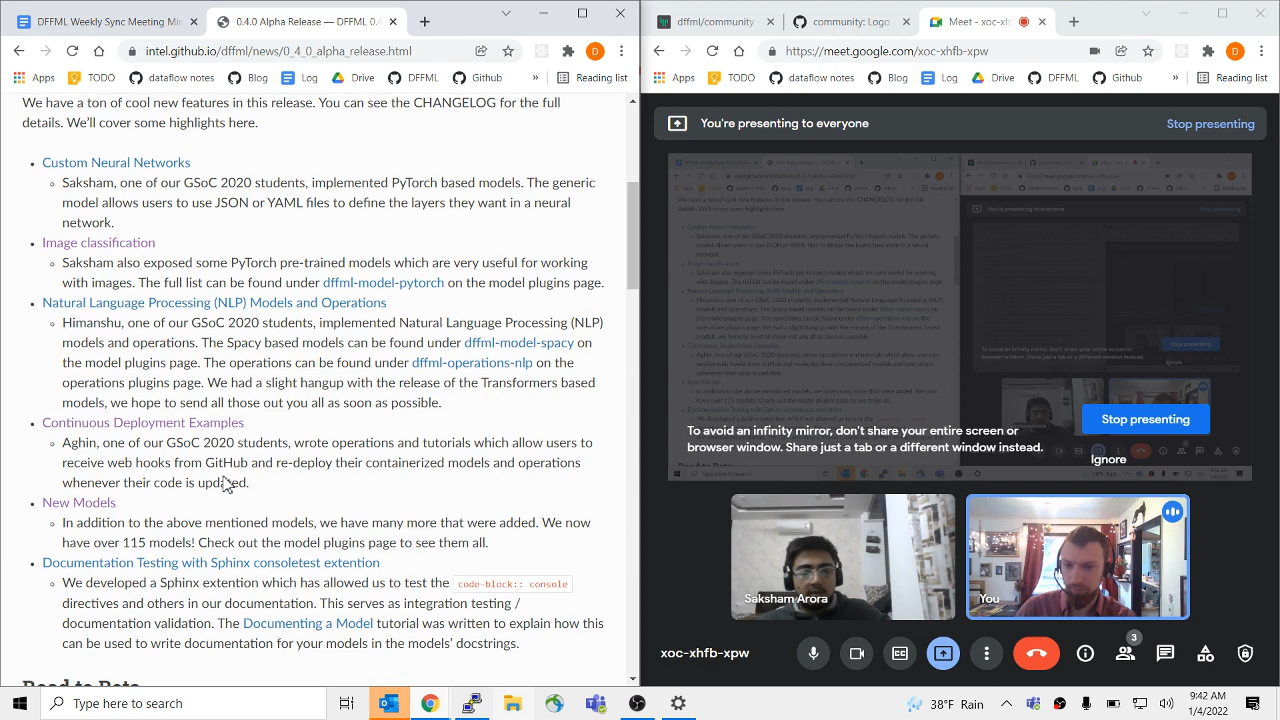 DFFML Weekly Sync Meeting Min
0.4.0 Alpha Release — DFFML 0.4
intel.github.io/dffml/news/0_4_0_alpha_release.html
Apps TODO dataflow notes Blog Log Drive DFFML Github » Reading list
We have a ton of cool new features in this release. You can see the CHANGELOG for the full
details. We'll cover some highlights here.
Custom Neural Networks
Saksham, one of our GSoC 2020 students, implemented PyTorch based models. The generic
model allows users to use JSON or YAML files to define the layers they want in a neural
network.
Image classification
Saksham also exposed some PyTorch pre-trained models which are very useful for working
with images. The full list can be found under dffml-model-pytorch on the model plugins page.
Natural Language Processing (NLP) Models and Operations
Himanshu, one of our GSoC 2020 students, implemented Natural Language Processing (NLP)
models and operations. The Spacy based models can be found under dffml-model-spacy on
the model plugins page. The operations can be found under dffml-operations-nlp on the
operations plugins page. We had a slight hangup with the release of the Transformers based
models, we hope to send all those out you all as soon as possible.
Continuous Deployment Examples
Aghin, one of our GSoC 2020 students, wrote operations and tutorials which allow users to
receive web hooks from GitHub and re-deploy their containerized models and operations
whenever their code is updated.
New Models
In addition to the above mentioned models, we have many more that were added. We now
have over 115 models! Check out the model plugins page to see them all.
Documentation Testing with Sphinx consoletest extention
We developed a Sphinx extention which has allowed us to test the code-block:: console
directives and others in our documentation. This serves as integration testing /
documentation validation. The Documenting a Model tutorial was written to explain how this
can be used to write documentation for your models in the models' docstrings.
Road to Beta
dffml/community
community: Logo
Meet - xoc-xhf
https://meet.google.com/xoc-xhfb-xpw
Apps TODO dataflow notes Blog Log Drive DFFML Github » Reading list
You're presenting to everyone
Stop presenting
To avoid an infinity mirror, don't share your entire screen or
browser window. Share just a tab or a different window instead.
Stop presenting
Ignore
Saksham Arora
You
xoc-xhfb-xpw
3
Type here to search
38°F Rain
9:42 AM
1/4/2022